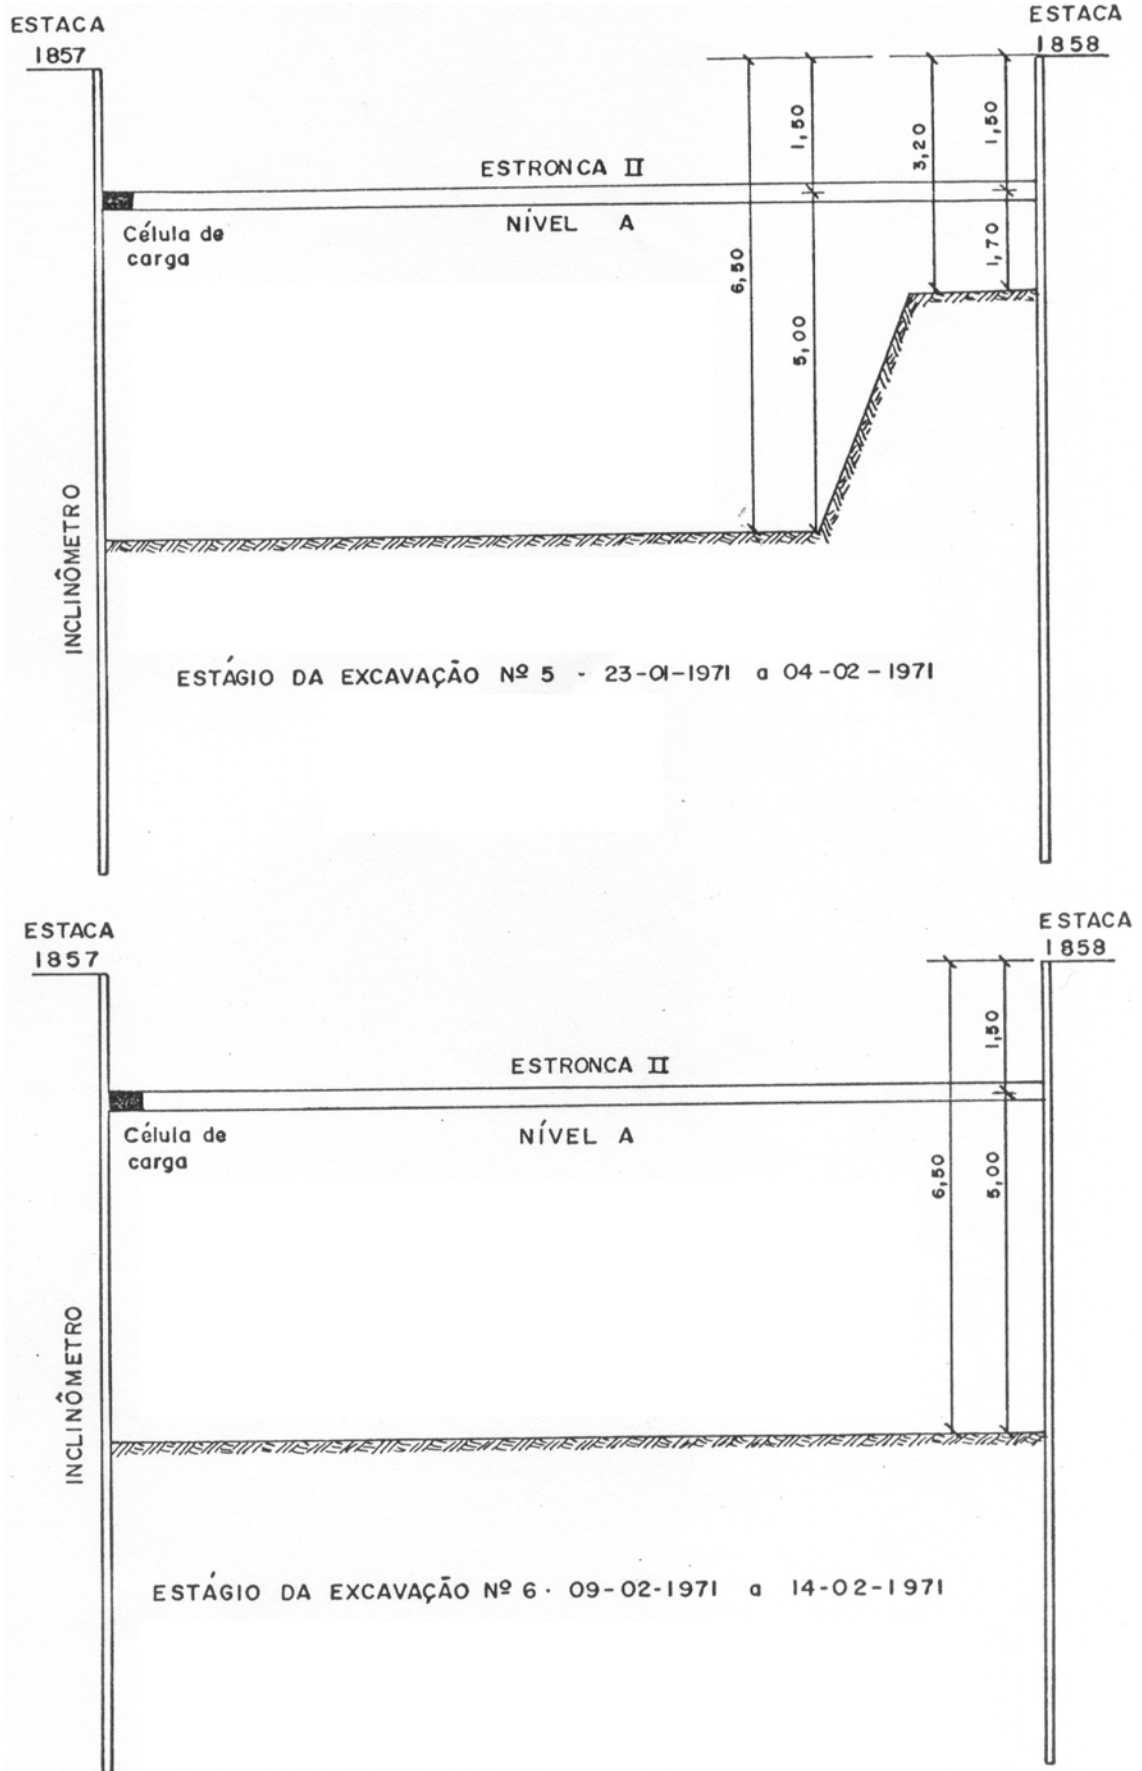 ESTACA
1857
ESTACA
1858
1,50
3,20
1,50
ESTRONCA II
NÍVEL A
Célula de
carga
6,50
1,70
5,00
INCLINÔMETRO
ESTÁGIO DA EXCAVAÇÃO Nº 5 - 23-01-1971 a 04-02-1971
ESTACA
1857
ESTACA
1858
1,50
ESTRONCA II
NÍVEL A
Célula de
carga
6,50
5,00
INCLINÔMETRO
ESTÁGIO DA EXCAVAÇÃO Nº 6 · 09-02-1971 a 14-02-1971